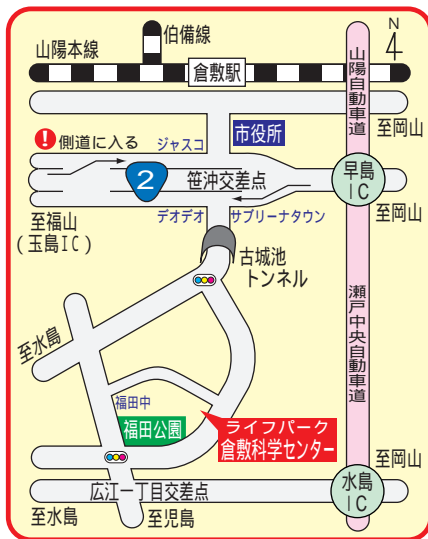 伯備線
山陽本線
N
倉敷駅
山陽自動車道
至岡山
! 側道に入る
ジャスコ
市役所
2
笹沖交差点
早島
IC
至岡山
至福山
(玉島IC)
デオデオ
サブリーナタウン
古城池
トンネル
至水島
瀬戸中央自動車道
福田中
福田公園
ライフパーク
倉敷科学センター
至岡山
広江一丁目交差点
水島
IC
至水島
至児島